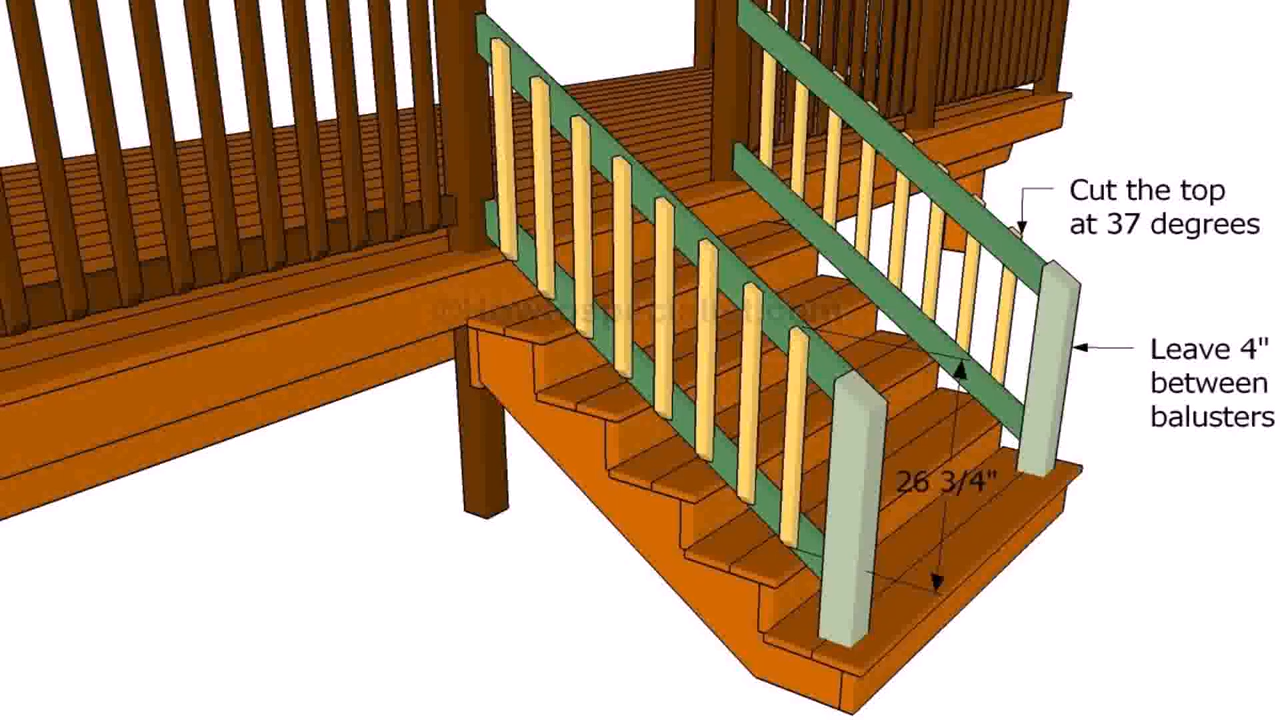 Cut the top
at 37 degrees
Leave 4"
between
balusters
26 3/4"